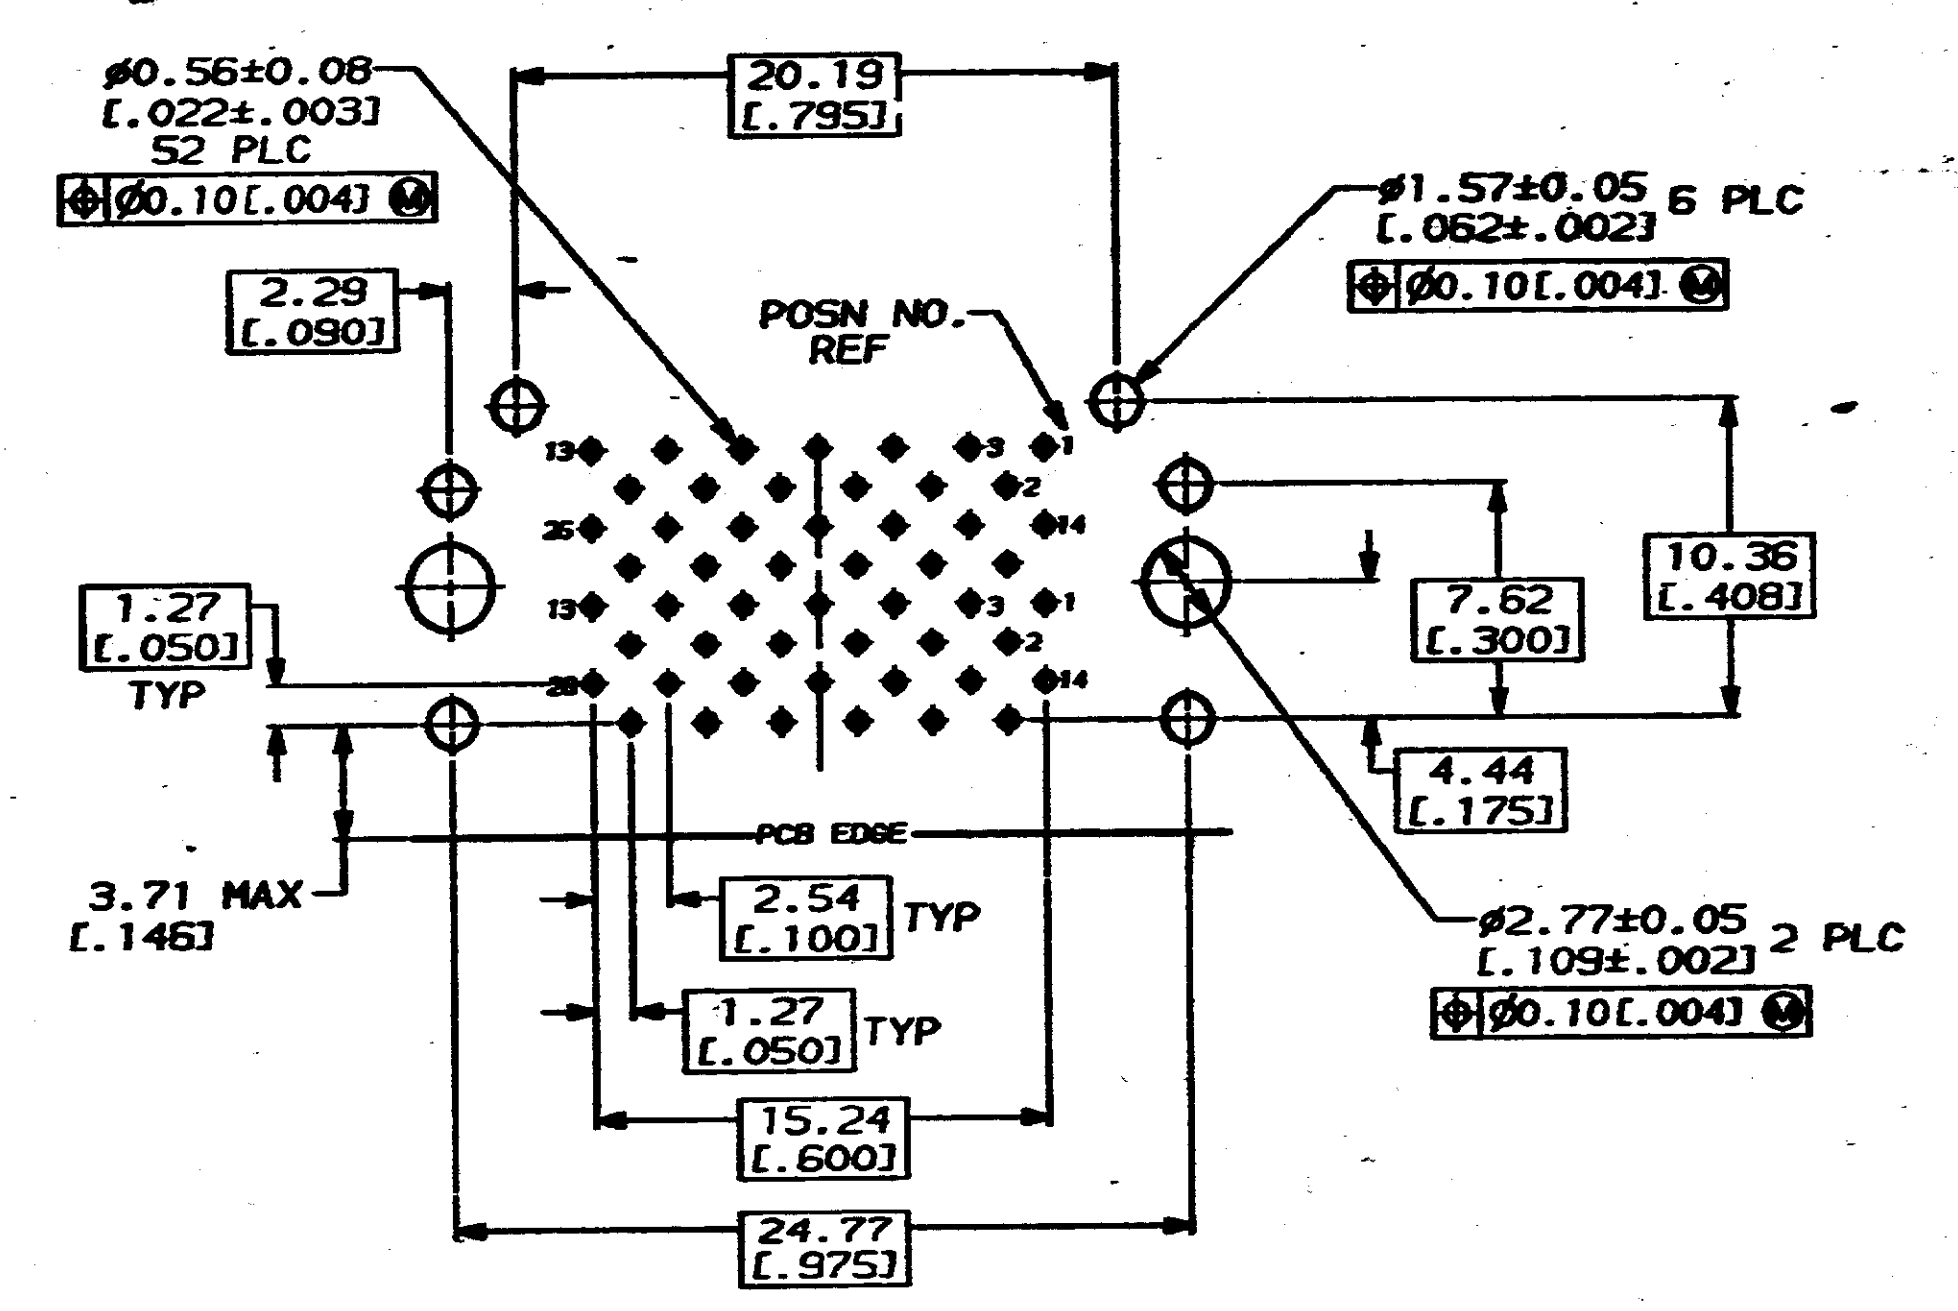 ø0.56±0.08
[.022±.003]
52 PLC
⌖ Ø0.10[.004] Ⓜ
20.19
[.795]
ø1.57±0.05 6 PLC
[.062±.002]
⌖ Ø0.10[.004] Ⓜ
2.29
[.090]
POSN NO.
REF
13 3 1
2
26 14
13 3 1
2
14
1.27
[.050]
TYP
10.36
[.408]
7.62
[.300]
4.44
[.175]
PCB EDGE
3.71 MAX
[.146]
2.54
[.100] TYP
1.27
[.050] TYP
ø2.77±0.05 2 PLC
[.109±.002]
⌖ Ø0.10[.004] Ⓜ
15.24
[.600]
24.77
[.975]